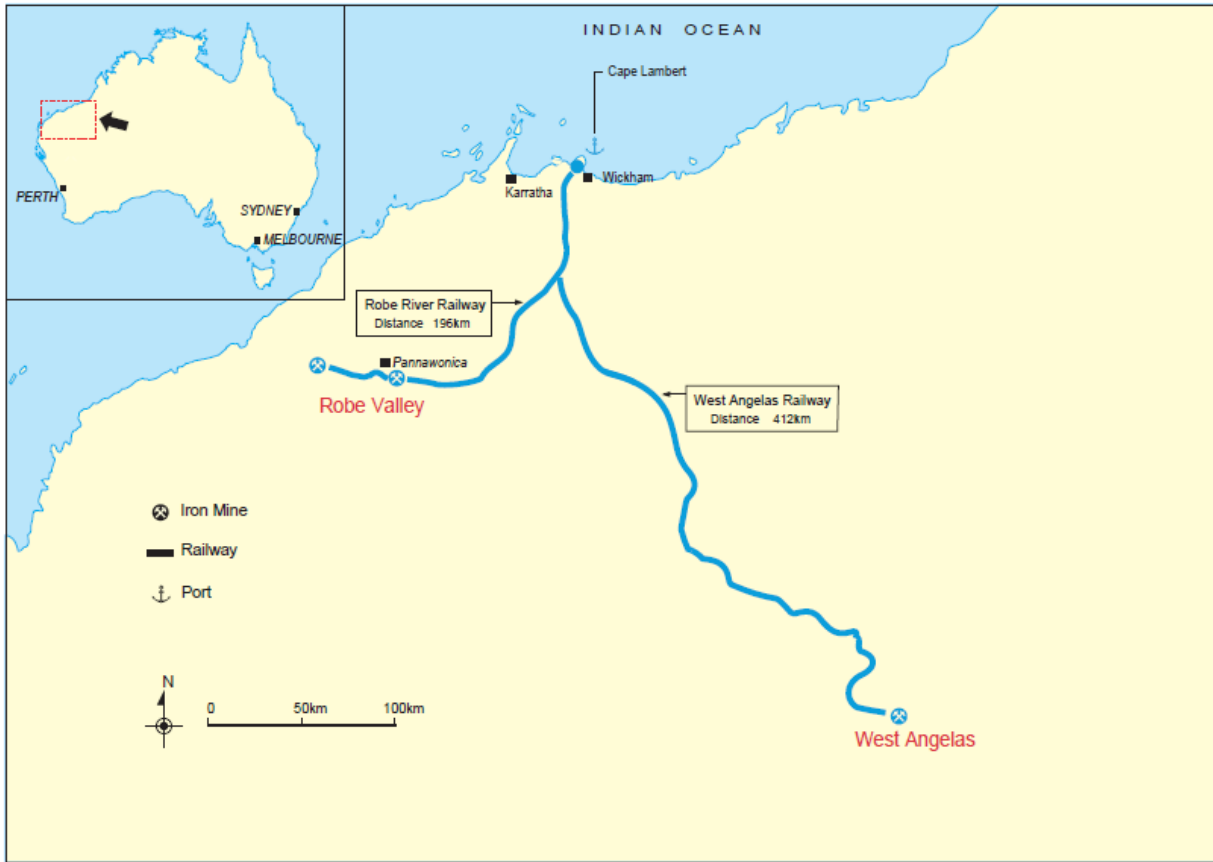 INDIAN OCEAN
Cape Lambert
Karratha
Wickham
PERTH
SYDNEY
MELBOURNE
Robe River Railway
Distance 196km
Pannawonica
Robe Valley
West Angelas Railway
Distance 412km
Iron Mine
Railway
Port
N
0 50km 100km
West Angelas